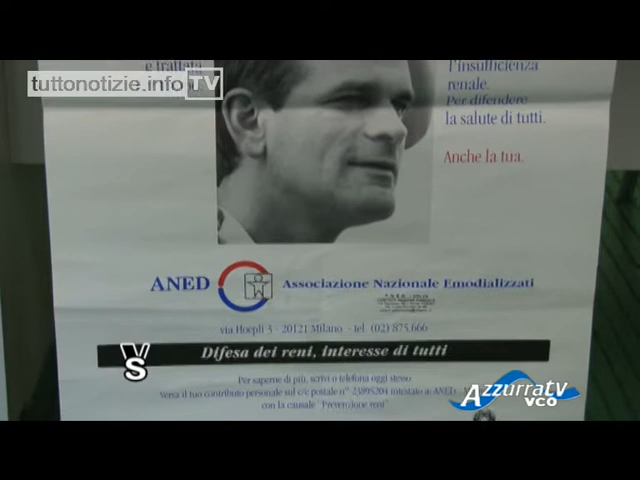 e trattata
tuttonotizie.info TV
l'insufficienza
renale.
Per difendere
la salute di tutti.
Anche la tua.
ANED
Associazione Nazionale Emodializzati
via Hoepli 3 - 20121 Milano - tel. (02) 875.666
Difesa dei reni, interesse di tutti
VS
Per saperne di più, scrivi o telefona oggi stesso
Versa il tuo contributo personale sul c/c postale n° 23895204 intestato a: ANED -
con la causale "Prevenzione reni"
Azzurratv
VCO